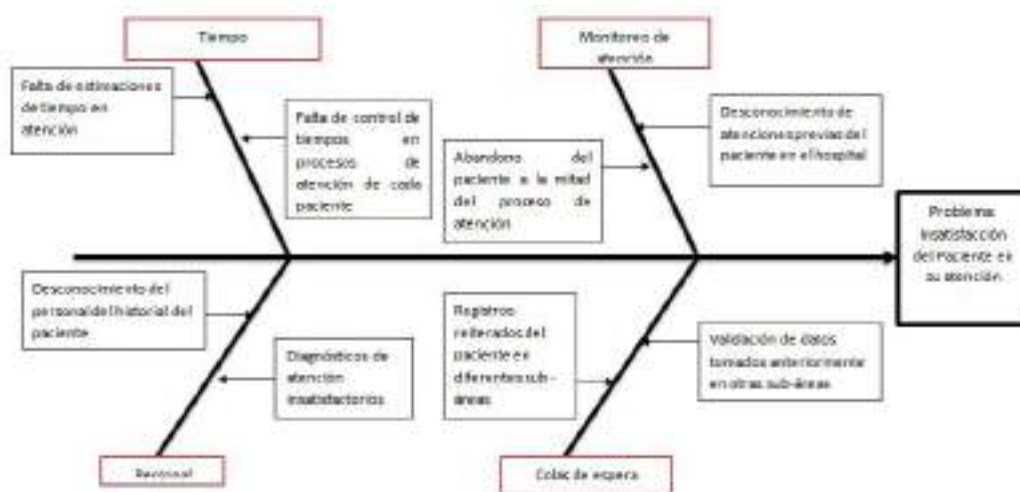 Tiempo
Monitoreo de
atención
Falta de estimaciones
de tiempo en
atención
Falta de control de
tiempos en
procesos de
atención de cada
paciente
Abandono del
paciente a la mitad
del proceso de
atención
Desconocimiento de
atenciones previas del
paciente en el hospital
Problema:
Insatisfacción
del Paciente en
su atención
Desconocimiento del
personal del historial del
paciente
Diagnósticos de
atención
insatisfactorios
Registros
reiterados del
paciente en
diferentes sub-
áreas
Validación de datos
tomados anteriormente
en otras sub-áreas
Personal
Colas de espera